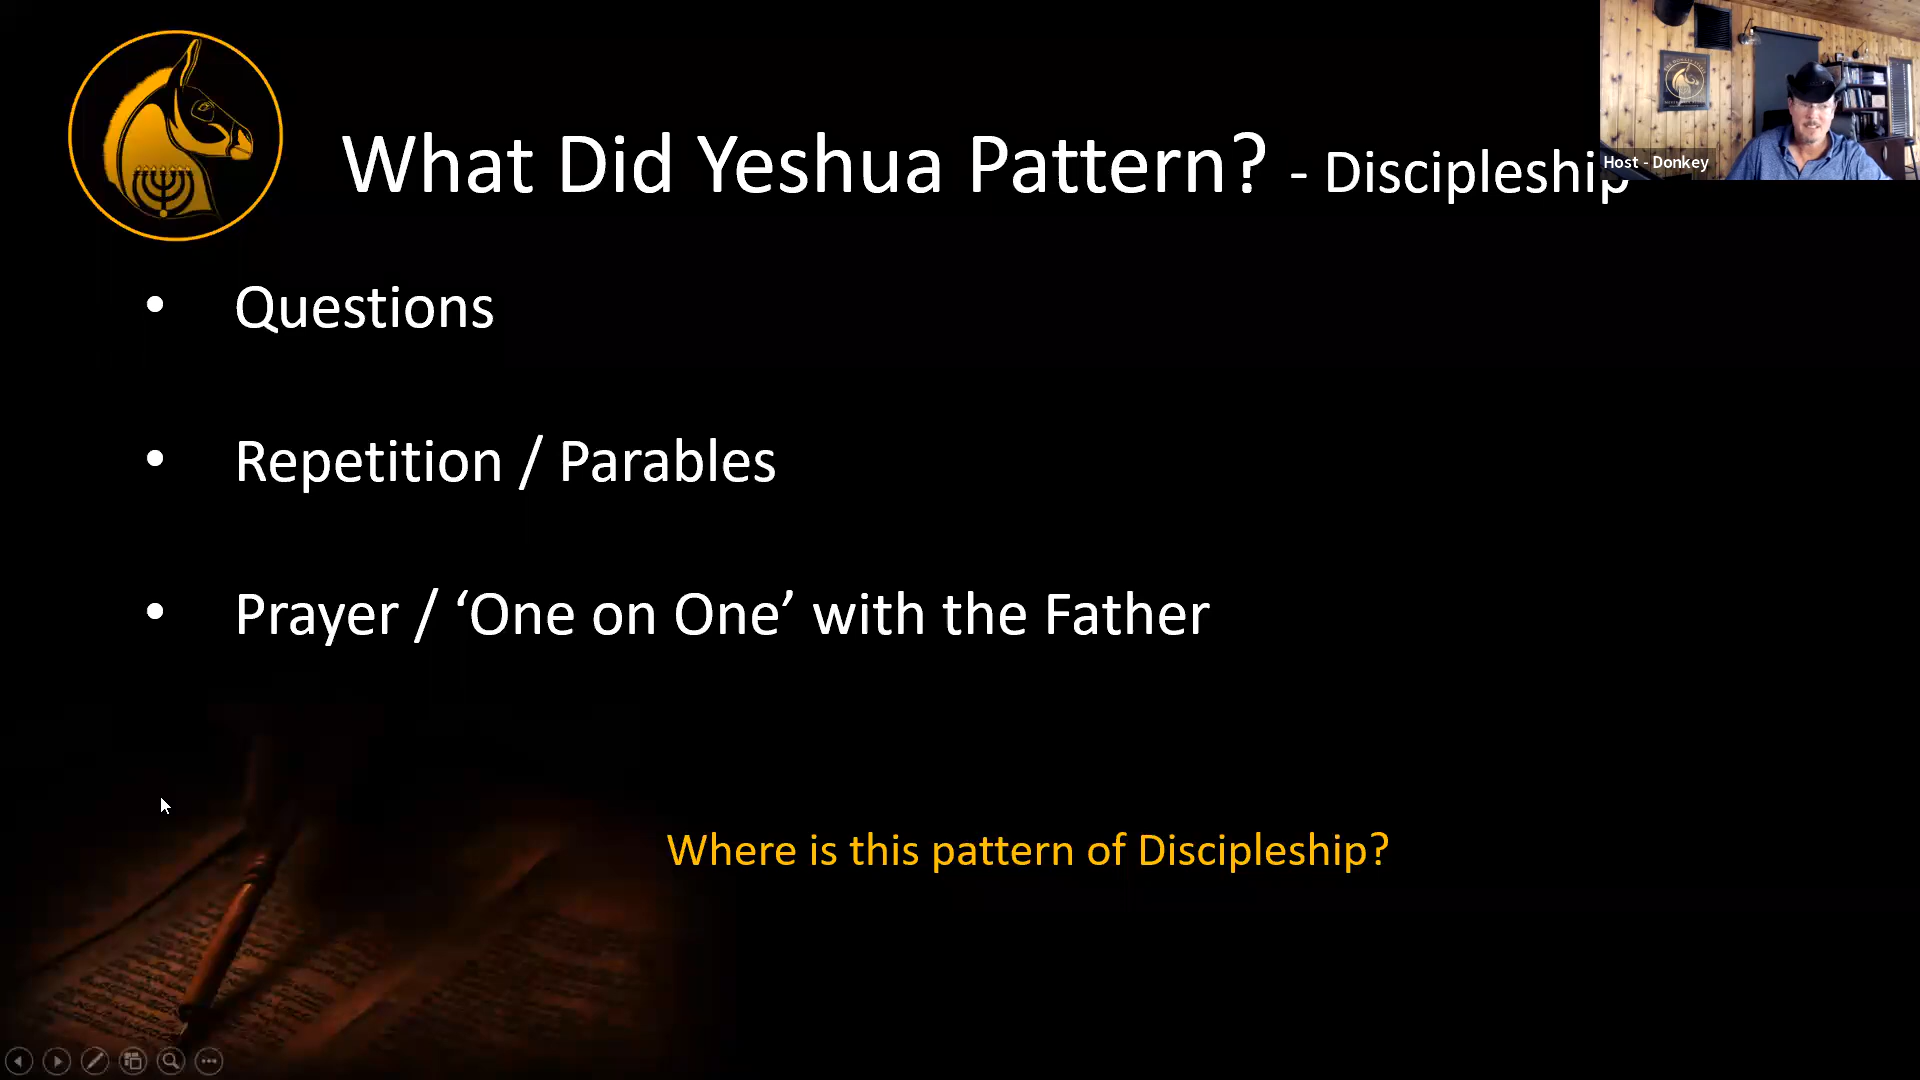 What Did Yeshua Pattern? - Discipleship
Host - Donkey
• Questions
• Repetition / Parables
• Prayer / ‘One on One’ with the Father
Where is this pattern of Discipleship?